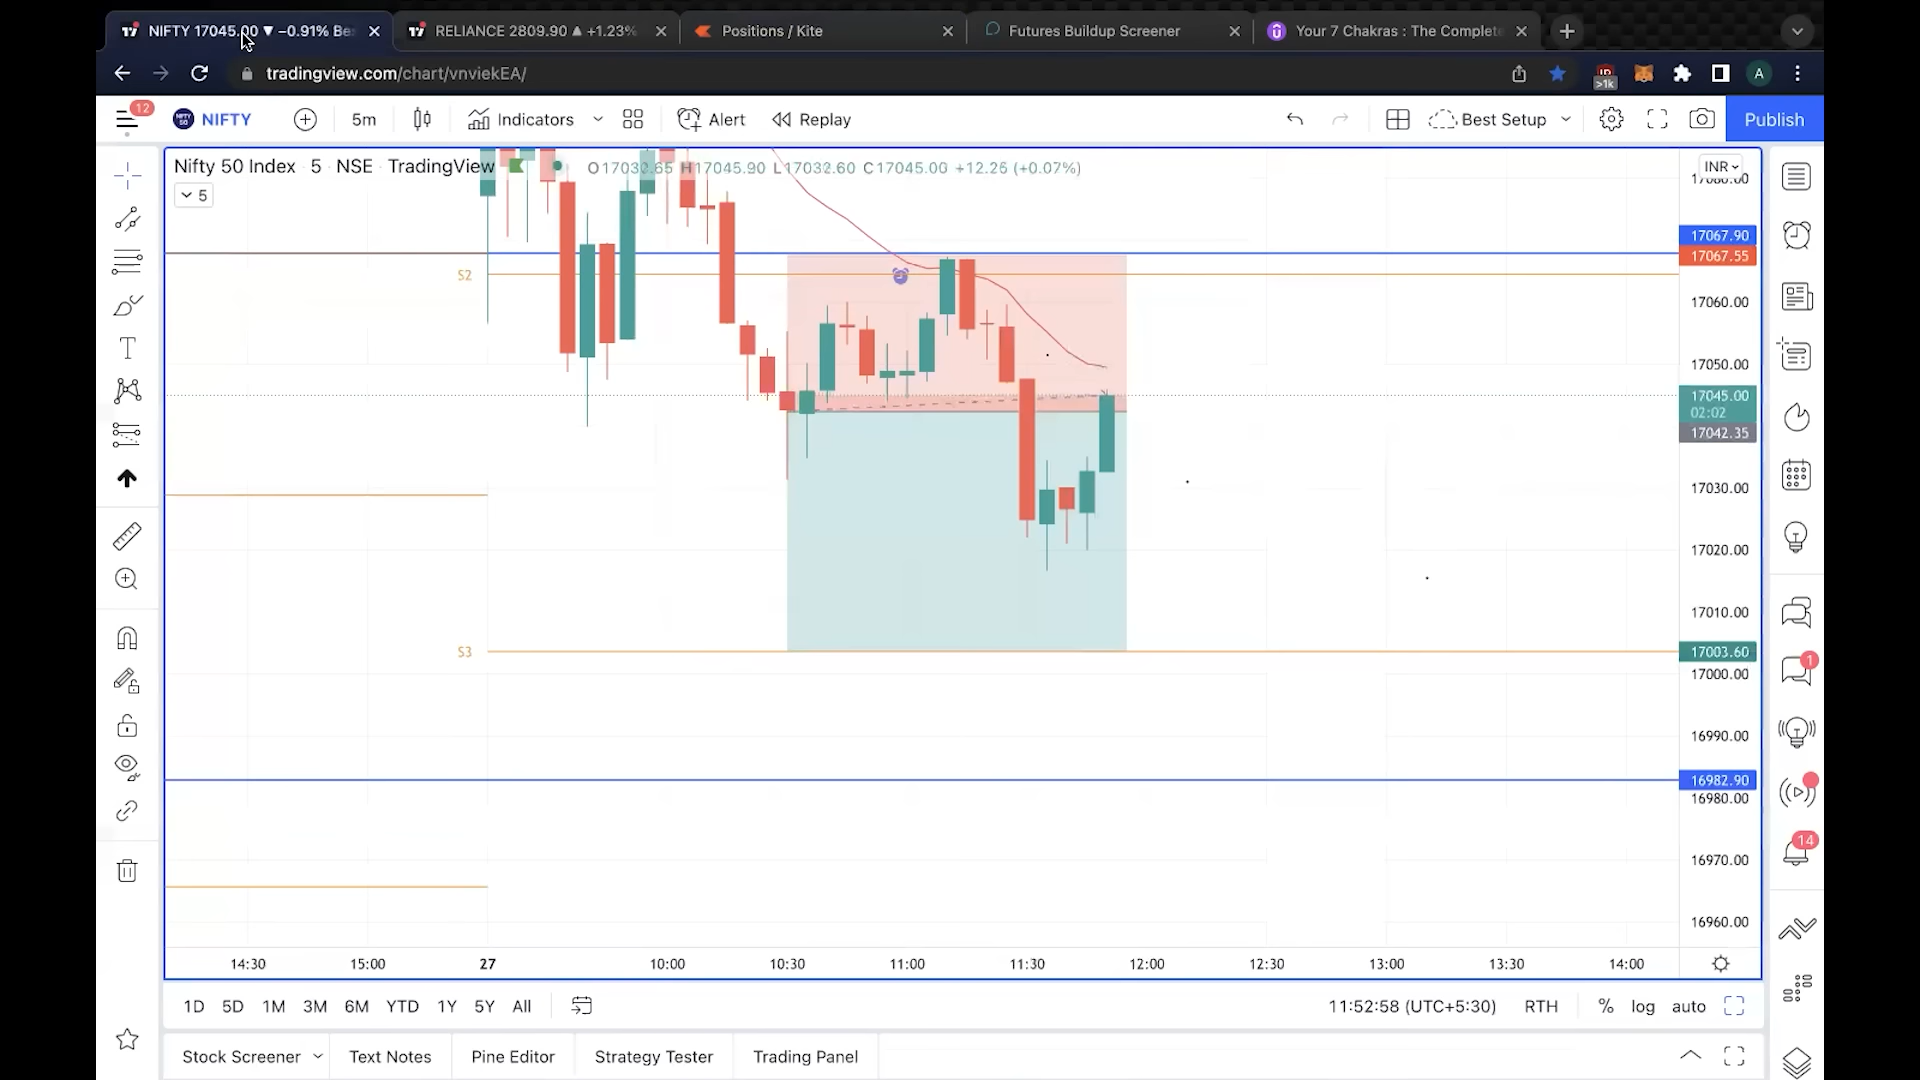 NIFTY 17045.00 ▼ −0.91% Be
RELIANCE 2809.90 ▲ +1.23%
Positions / Kite
Futures Buildup Screener
Your 7 Chakras : The Complete
tradingview.com/chart/vnviekEA/
>1k
A
12
NIFTY
5m
Indicators
Alert
Replay
Best Setup
Publish
Nifty 50 Index · 5 · NSE · TradingView
O17033.65 H17045.90 L17032.60 C17045.00 +12.25 (+0.07%)
INR
5
17080.00
17067.90
17067.55
S2
17060.00
17050.00
17045.00
02:02
17042.35
17030.00
17020.00
17010.00
S3
17003.60
17000.00
16990.00
16982.90
16980.00
16970.00
16960.00
1
14
14:30 15:00 27 10:00 10:30 11:00 11:30 12:00 12:30 13:00 13:30 14:00
1D 5D 1M 3M 6M YTD 1Y 5Y All
11:52:58 (UTC+5:30) RTH % log auto
Stock Screener
Text Notes
Pine Editor
Strategy Tester
Trading Panel